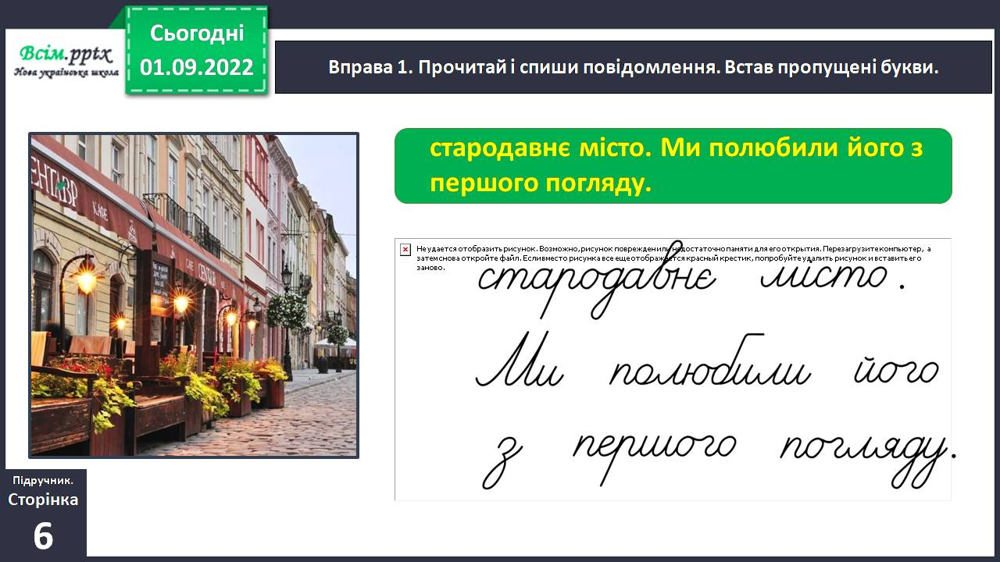 Сьогодні
01.09.2022
Всім.pptx
Нова українська школа
Вправа 1. Прочитай і спиши повідомлення. Встав пропущені букви.
стародавнє місто. Ми полюбили його з
першого погляду.
ЕНТАВР
КАФЕ
CAFE CENTAUR CAFE
Не удается отобразить рисунок. Возможно, рисунок поврежден или недостаточно памяти для его открытия. Перезагрузите компьютер, а
затем снова откройте файл. Если вместо рисунка все еще отображается красный крестик, попробуйте удалить рисунок и вставить его
заново.
стародавнє місто.
Ми полюбили його
з першого погляду.
Підручник.
Сторінка
6